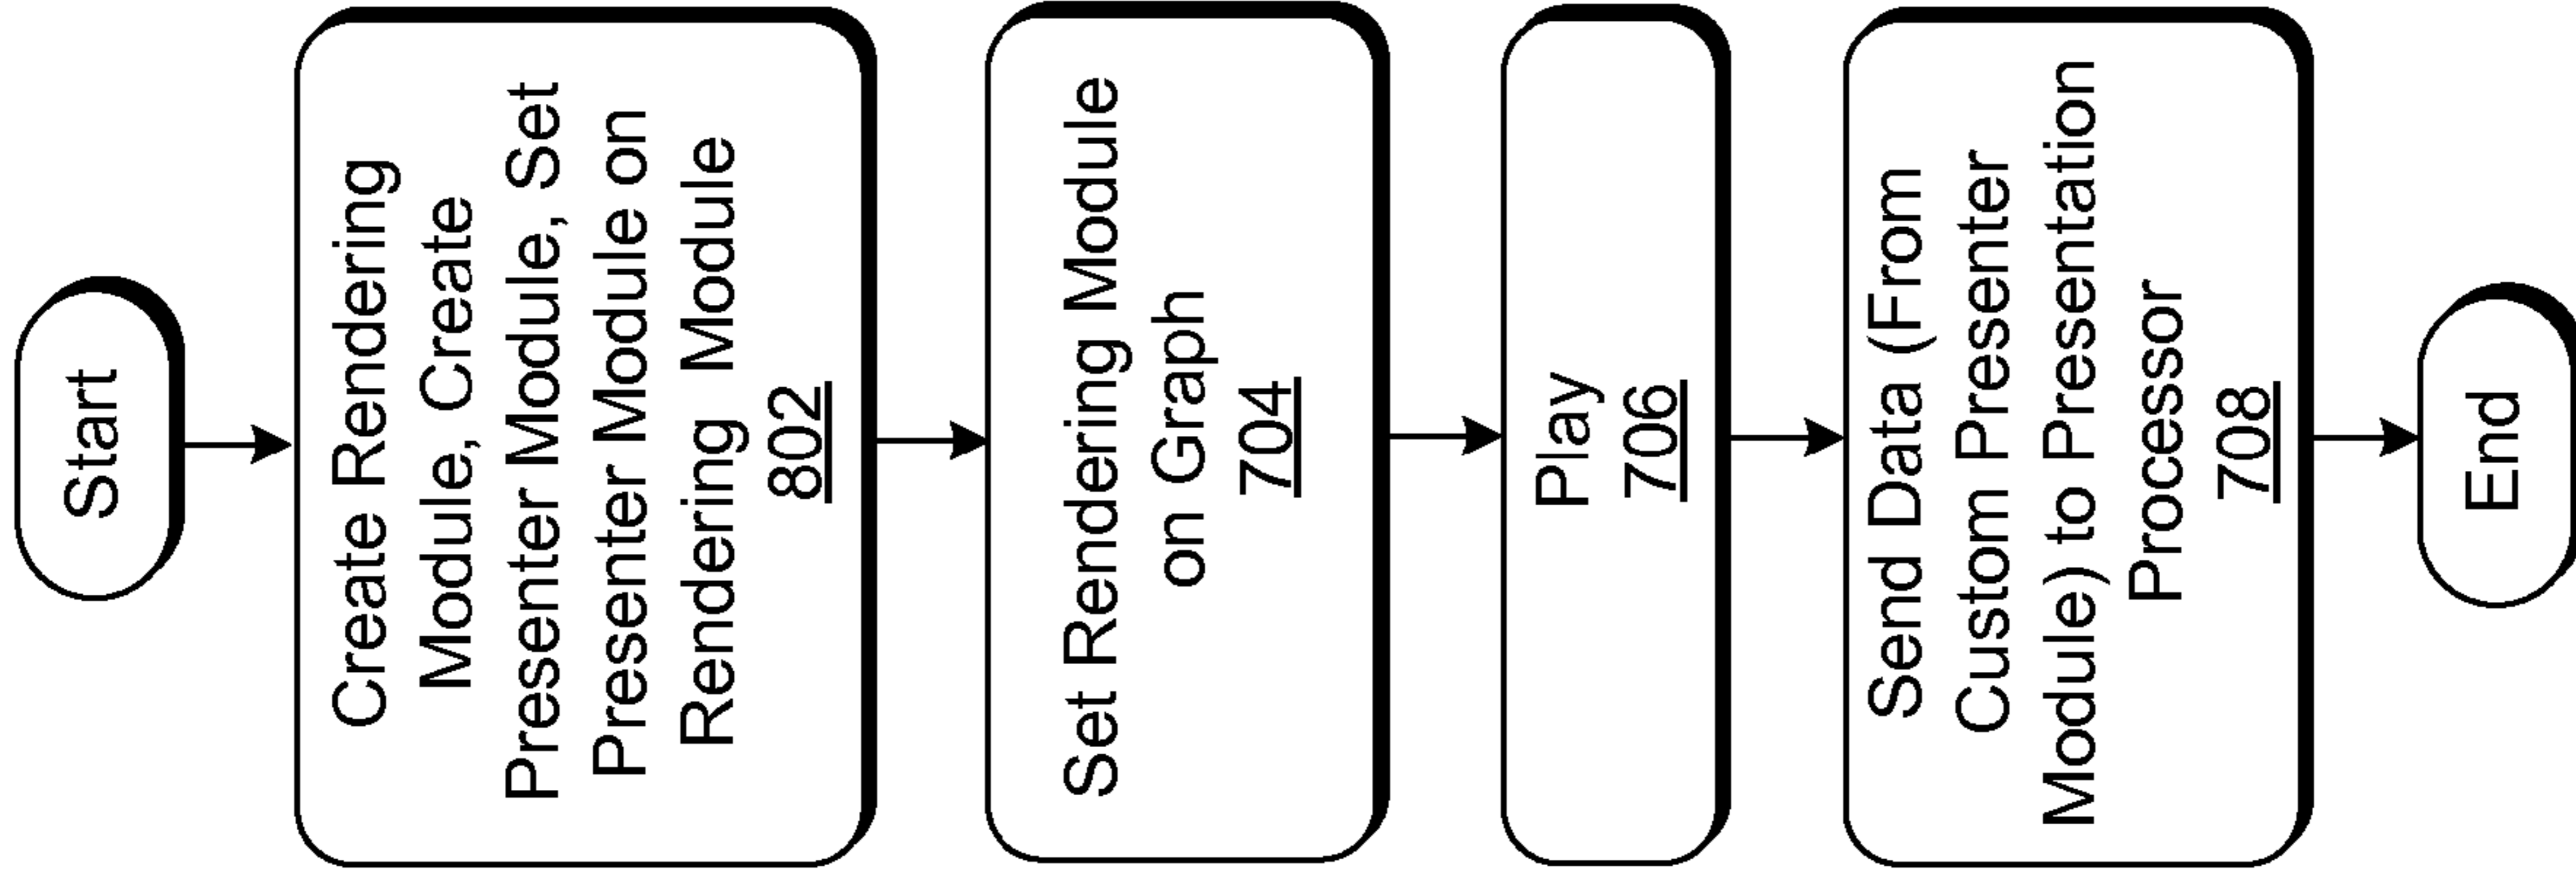 Start
Create Rendering
Module, Create
Presenter Module, Set
Presenter Module on
Rendering Module
802
Set Rendering Module
on Graph
704
Play
706
Send Data (From
Custom Presenter
Module) to Presentation
Processor
708
End